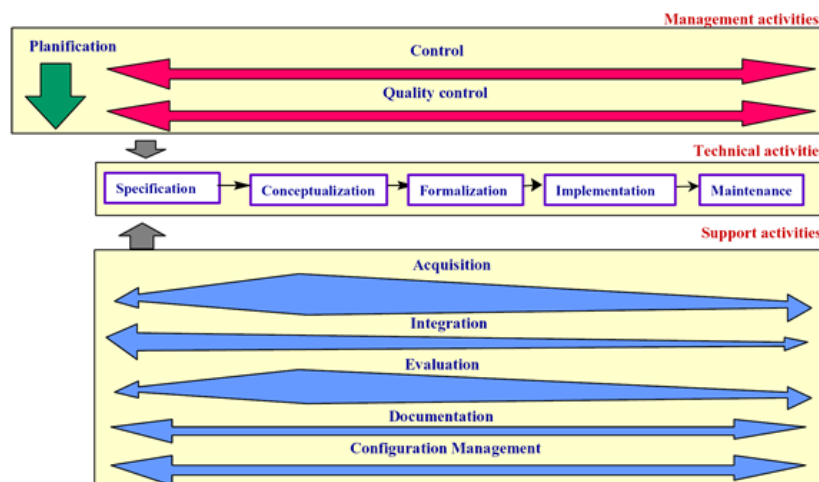 Management activities
Planification
Control
Quality control
Technical activitie
Specification
Conceptualization
Formalization
Implementation
Maintenance
Support activities
Acquisition
Integration
Evaluation
Documentation
Configuration Management